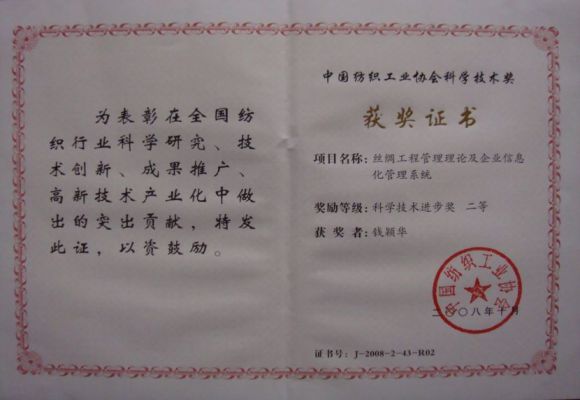 为表彰在全国纺
织行业科学研究、技
术创新、成果推广、
高新技术产业化中做
出的突出贡献，特发
此证，以资鼓励。
中国纺织工业协会科学技术奖
获奖证书
项目名称：丝绸工程管理理论及企业信息
化管理系统
奖励等级：科学技术进步奖 二等
获奖者：钱颖华
中国纺织工业协会
二〇〇八年十月
证书号：J-2008-2-43-R02